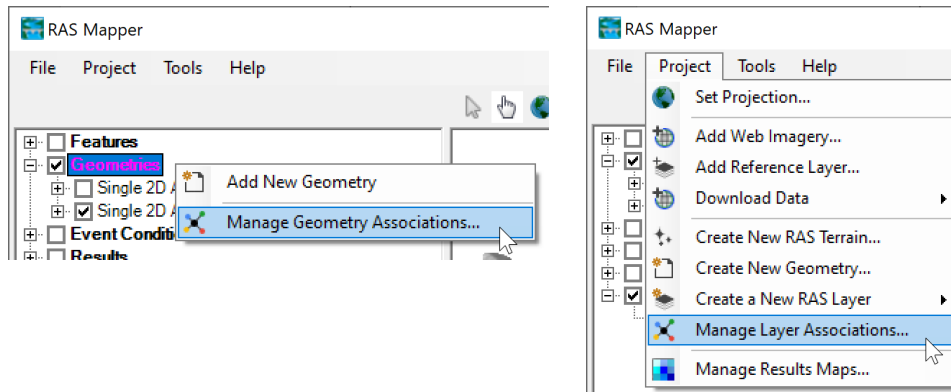 RAS Mapper
File Project Tools Help
Features
Geometries
Single 2D A
Single 2D A
Event Conditi
Results
Add New Geometry
Manage Geometry Associations...
RAS Mapper
File Project Tools Help
Set Projection...
Add Web Imagery...
Add Reference Layer...
Download Data
Create New RAS Terrain...
Create New Geometry...
Create a New RAS Layer
Manage Layer Associations...
Manage Results Maps...